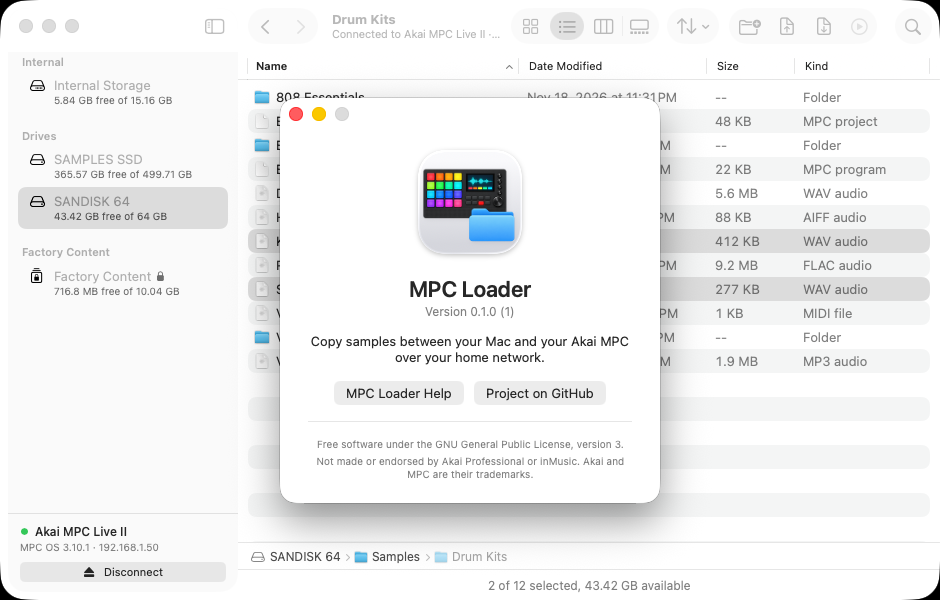 Drum Kits
Connected to Akai MPC Live II -...
Internal
Internal Storage
5.84 GB free of 15.16 GB
Drives
SAMPLES SSD
365.57 GB free of 499.71 GB
SANDISK 64
43.42 GB free of 64 GB
Factory Content
Factory Content
716.8 MB free of 10.04 GB
Akai MPC Live II
MPC OS 3.10.1 · 192.168.1.50
Disconnect
Name Date Modified Size Kind
808 Essentials Nov 18, 2026 at 11:31 PM -- Folder
48 KB MPC project
-- Folder
22 KB MPC program
5.6 MB WAV audio
88 KB AIFF audio
412 KB WAV audio
9.2 MB FLAC audio
277 KB WAV audio
1 KB MIDI file
-- Folder
1.9 MB MP3 audio
MPC Loader
Version 0.1.0 (1)
Copy samples between your Mac and your Akai MPC
over your home network.
MPC Loader Help Project on GitHub
Free software under the GNU General Public License, version 3.
Not made or endorsed by Akai Professional or inMusic. Akai and
MPC are their trademarks.
SANDISK 64 › Samples › Drum Kits
2 of 12 selected, 43.42 GB available